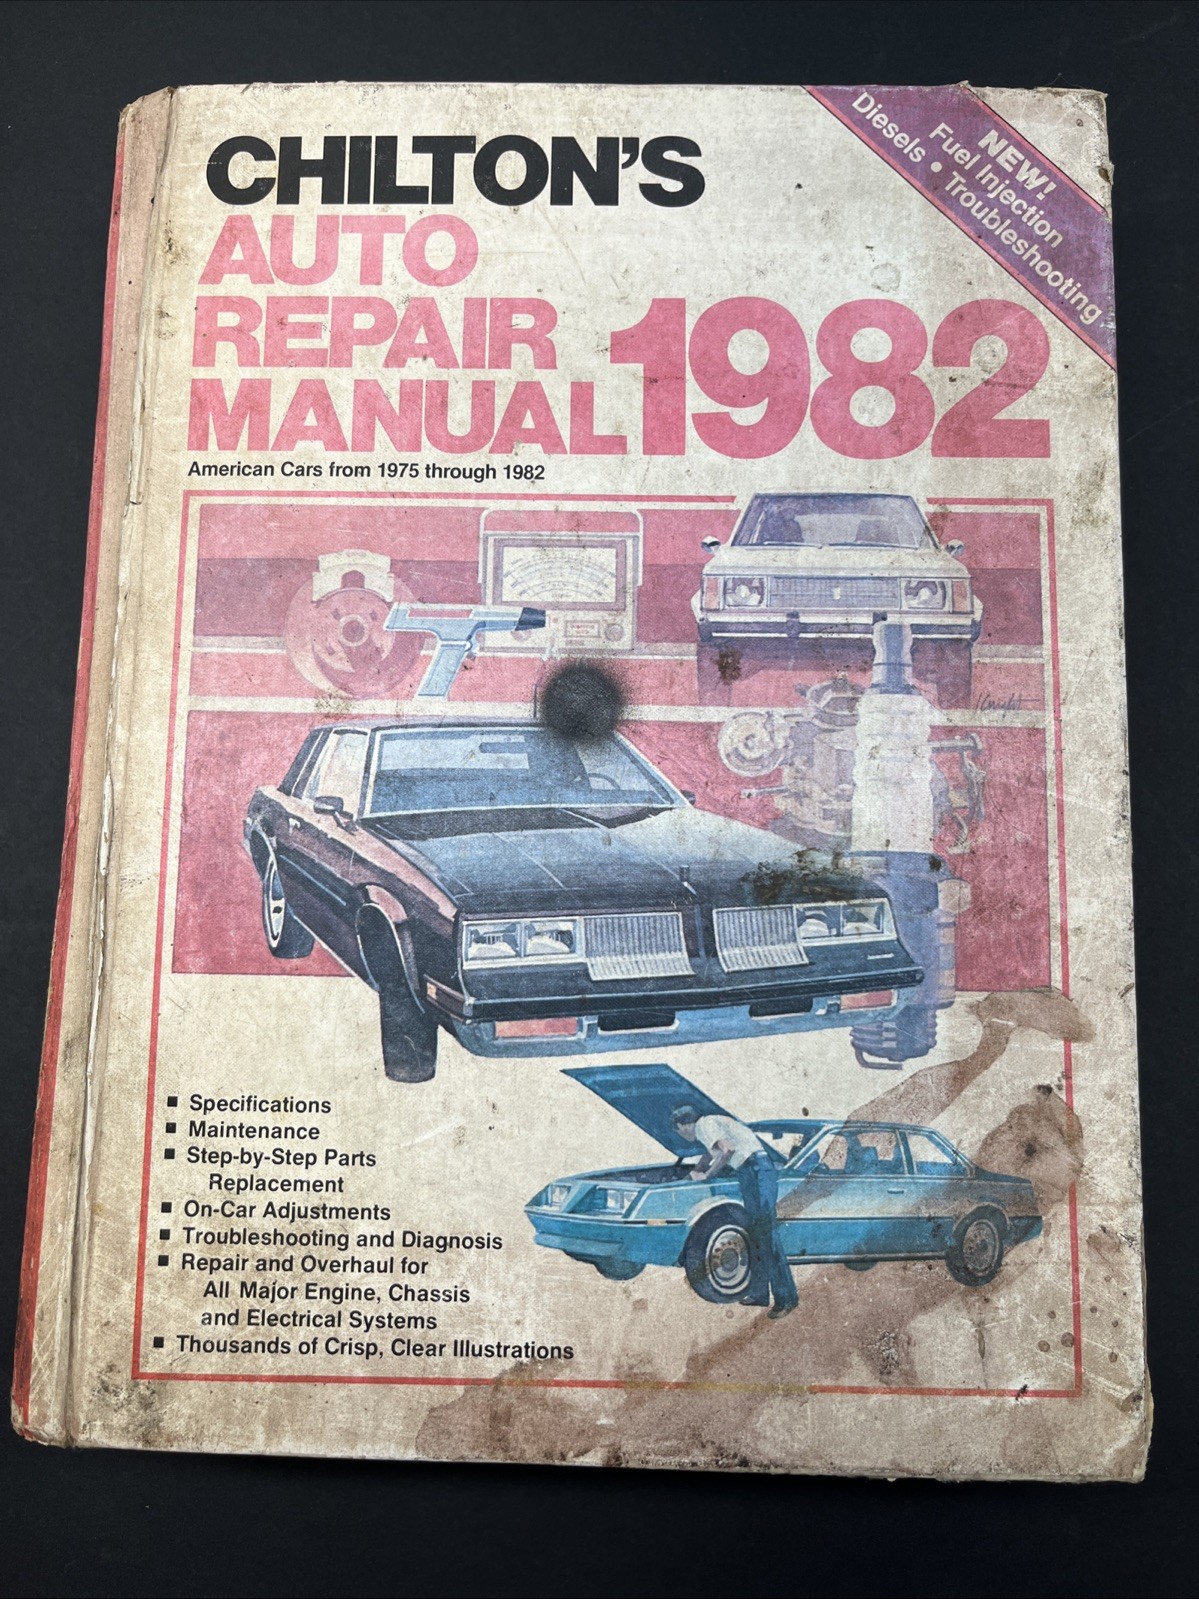 CHILTON'S
AUTO
REPAIR
MANUAL 1982
American Cars from 1975 through 1982
NEW!
Fuel Injection
Diesels • Troubleshooting
Knight
■ Specifications
■ Maintenance
■ Step-by-Step Parts
Replacement
■ On-Car Adjustments
■ Troubleshooting and Diagnosis
■ Repair and Overhaul for
All Major Engine, Chassis
and Electrical Systems
■ Thousands of Crisp, Clear Illustrations